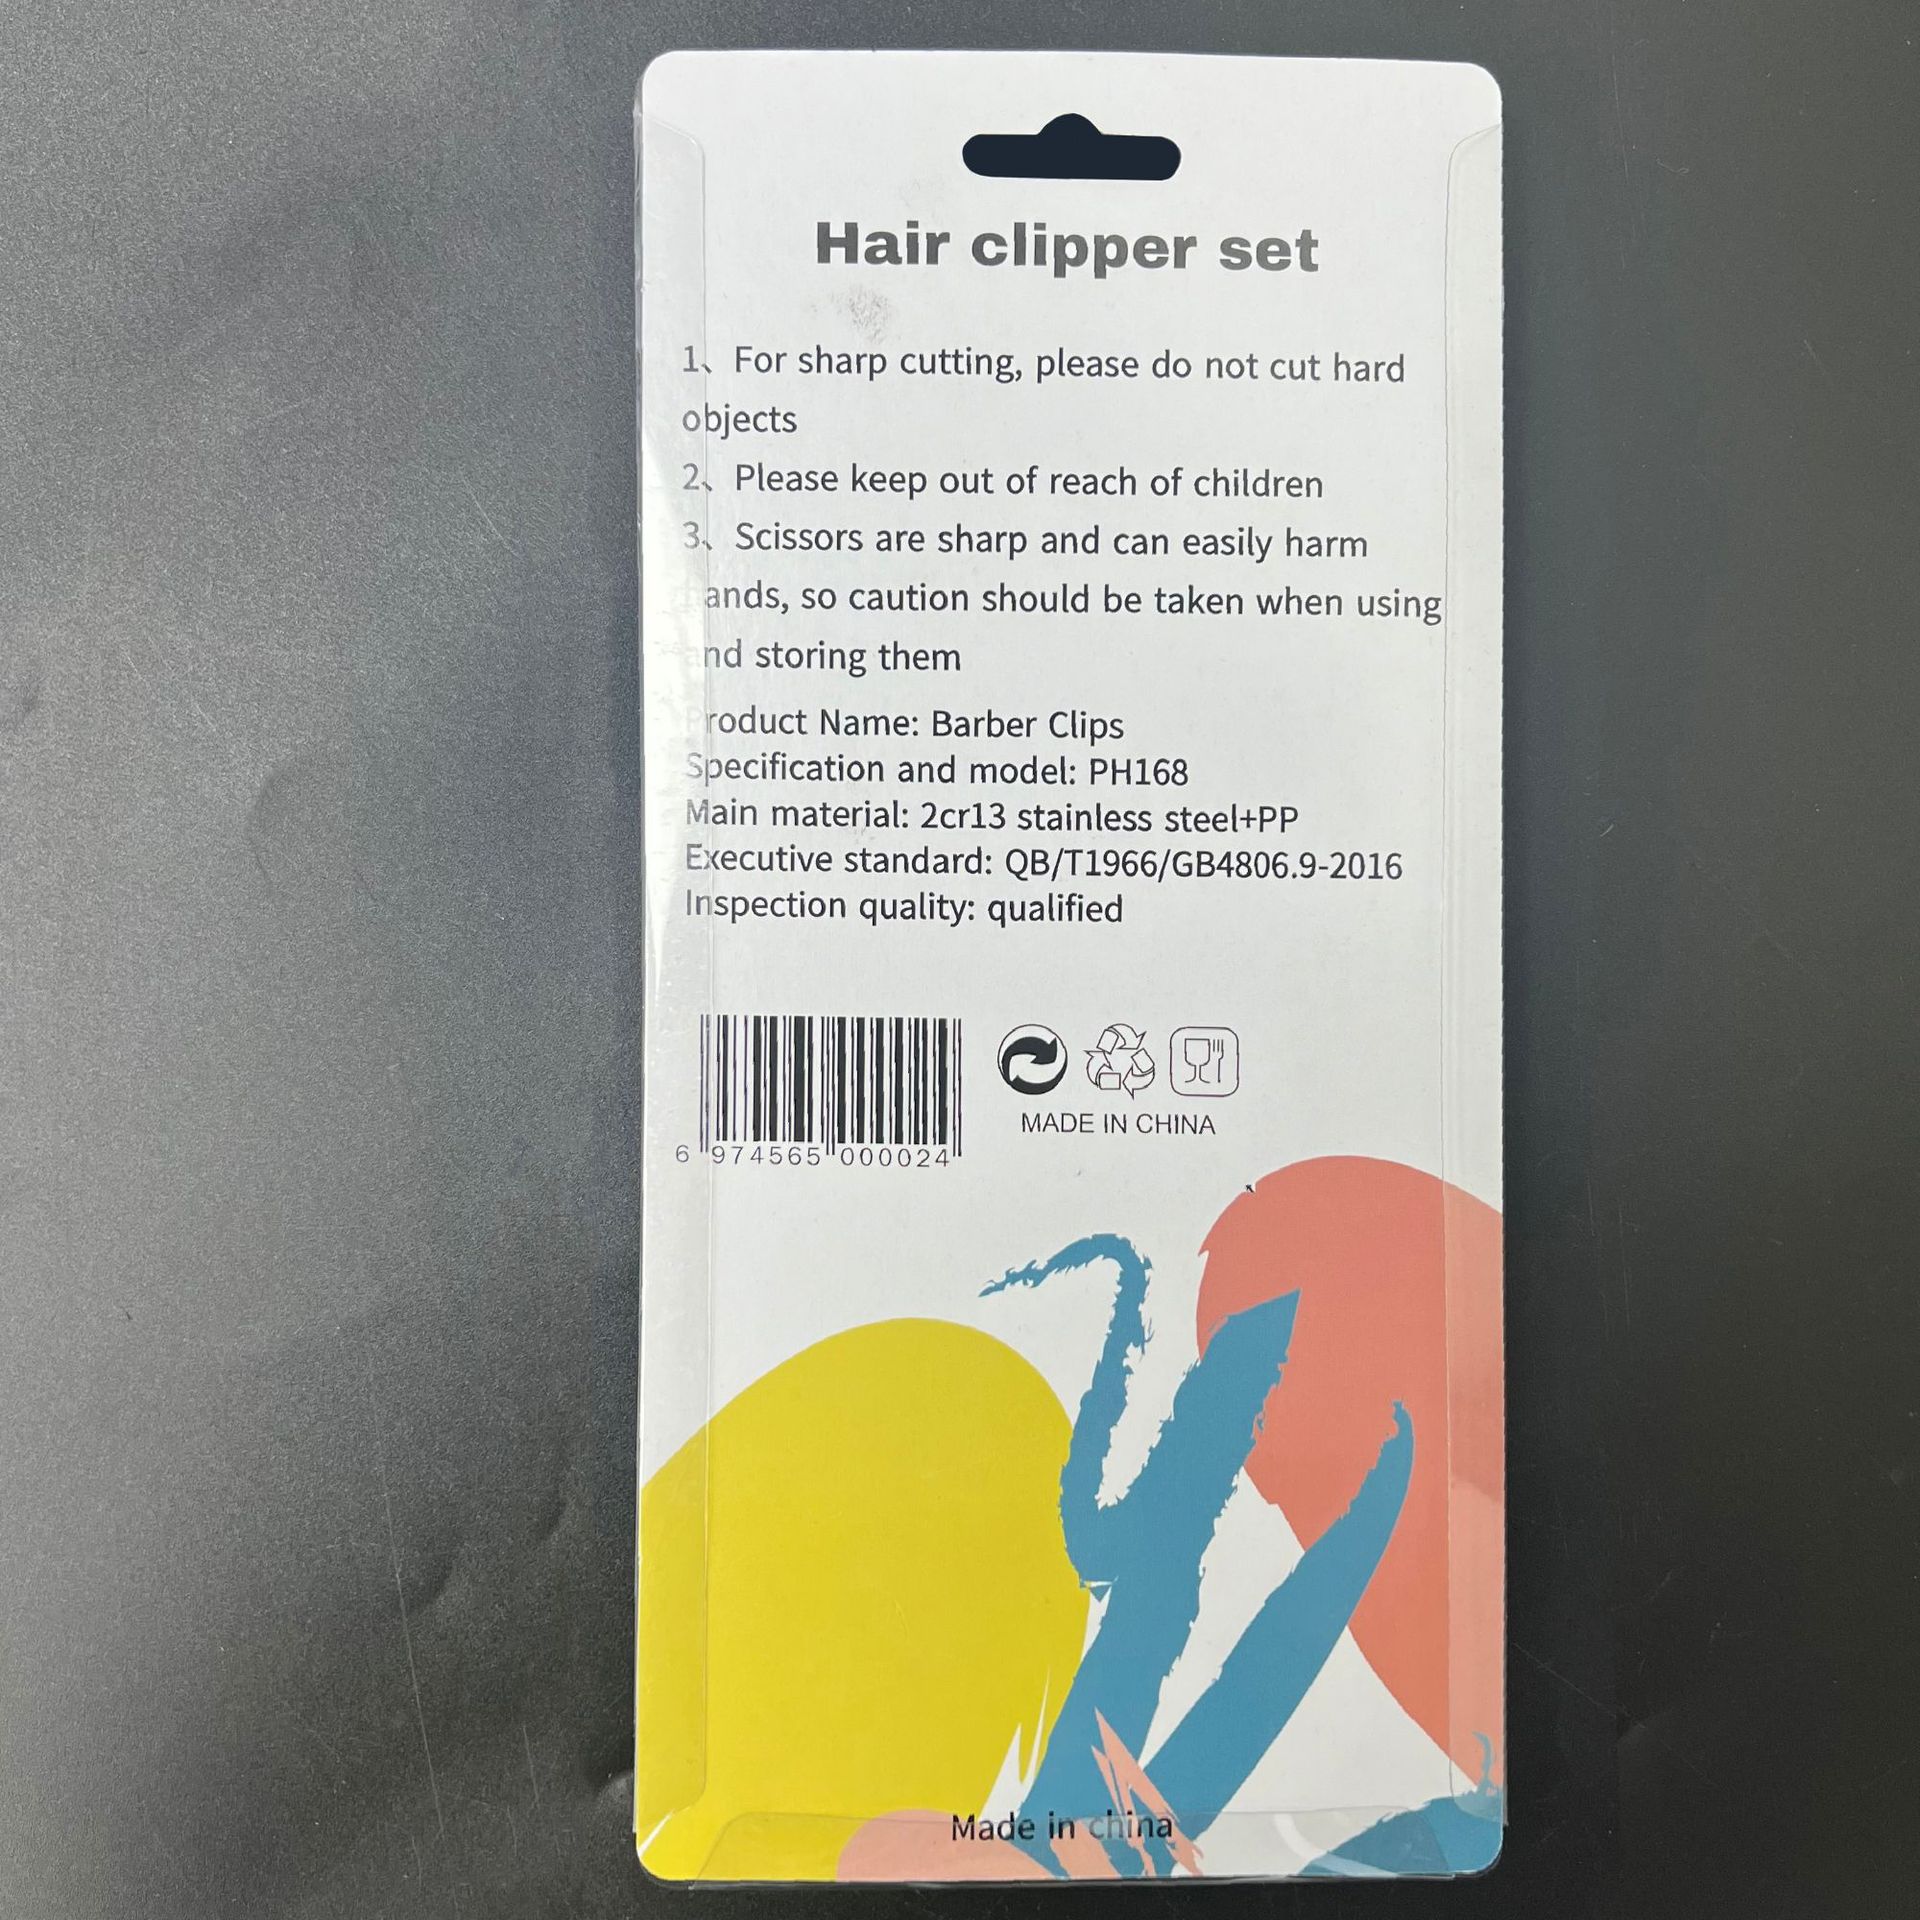 Hair clipper set
1、For sharp cutting, please do not cut hard
objects
2、Please keep out of reach of children
3、Scissors are sharp and can easily harm
hands, so caution should be taken when using
and storing them
Product Name: Barber Clips
Specification and model: PH168
Main material: 2cr13 stainless steel+PP
Executive standard: QB/T1966/GB4806.9-2016
Inspection quality: qualified
6 974565 000024
MADE IN CHINA
Made in china